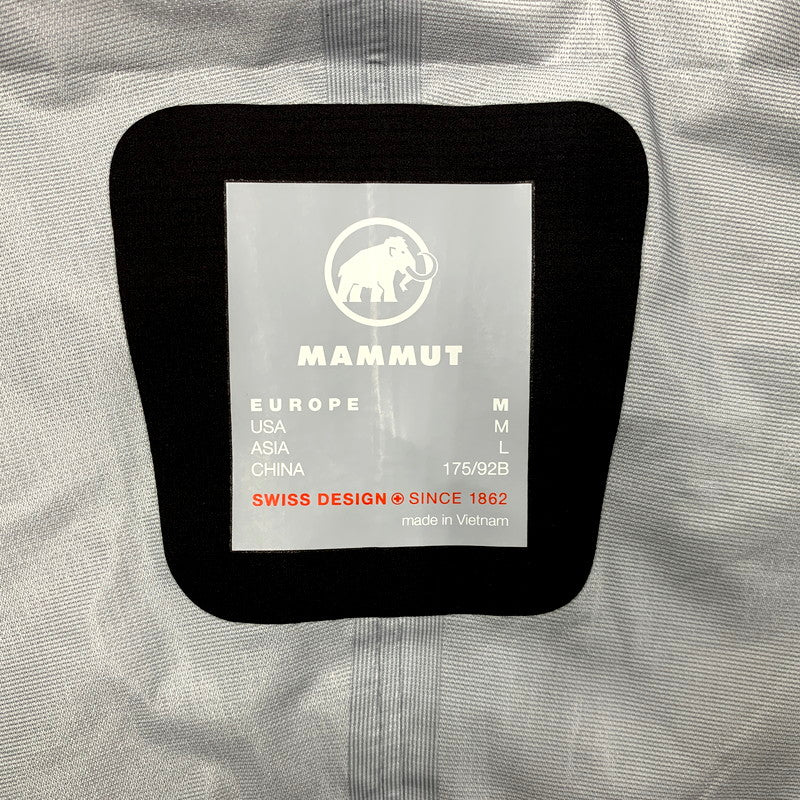 MAMMUT
EUROPE M
USA M
ASIA L
CHINA 175/92B
SWISS DESIGN SINCE 1862
made in Vietnam